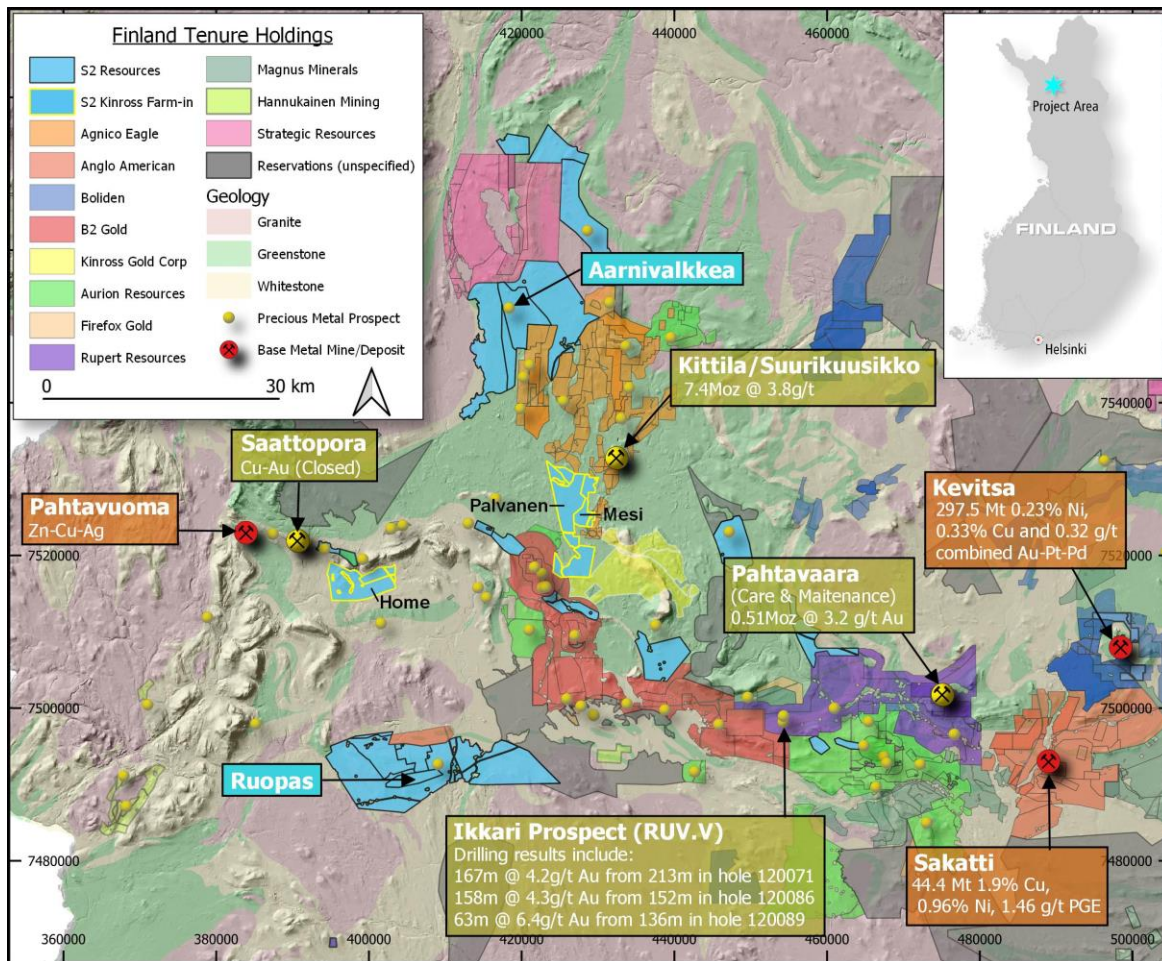 420000
440000
460000
Finland Tenure Holdings
S2 Resources
S2 Kinross Farm-in
Agnico Eagle
Anglo American
Boliden
B2 Gold
Kinross Gold Corp
Aurion Resources
Firefox Gold
Rupert Resources
Magnus Minerals
Hannukainen Mining
Strategic Resources
Reservations (unspecified)
Geology
Granite
Greenstone
Whitestone
Precious Metal Prospect
Base Metal Mine/Deposit
0
30 km
Project Area
FINLAND
Helsinki
Aarnivalkkea
Kittila/Suurikuusikko
7.4Moz @ 3.8g/t
7540000
7540000
Saattopora
Cu-Au (Closed)
Pahtavuoma
Zn-Cu-Ag
Palvanen
Mesi
Kevitsa
297.5 Mt 0.23% Ni,
0.33% Cu and 0.32 g/t
combined Au-Pt-Pd
7520000
7520000
Home
Pahtavaara
(Care & Maitenance)
0.51Moz @ 3.2 g/t Au
7500000
7500000
Ruopas
Ikkari Prospect (RUV.V)
Drilling results include:
167m @ 4.2g/t Au from 213m in hole 120071
158m @ 4.3g/t Au from 152m in hole 120086
63m @ 6.4g/t Au from 136m in hole 120089
Sakatti
44.4 Mt 1.9% Cu,
0.96% Ni, 1.46 g/t PGE
7480000
7480000
360000
380000
400000
420000
440000
460000
480000
500000